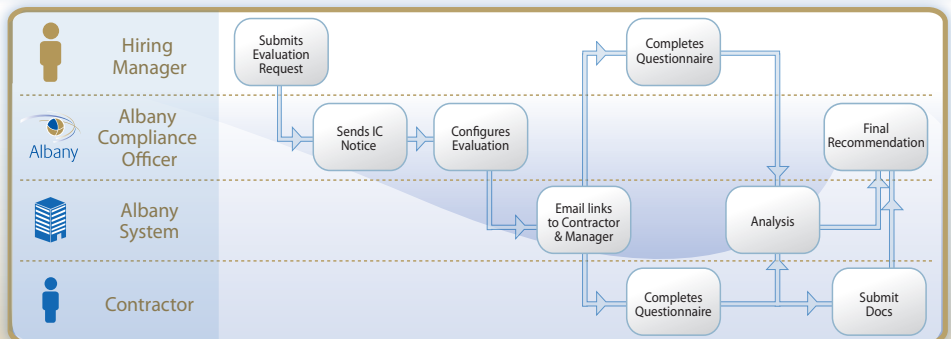 Hiring
Manager
Submits
Evaluation
Request
Completes
Questionnaire
Albany
Albany
Compliance
Officer
Sends IC
Notice
Configures
Evaluation
Final
Recommendation
Albany
System
Email links
to Contractor
& Manager
Analysis
Contractor
Completes
Questionnaire
Submit
Docs